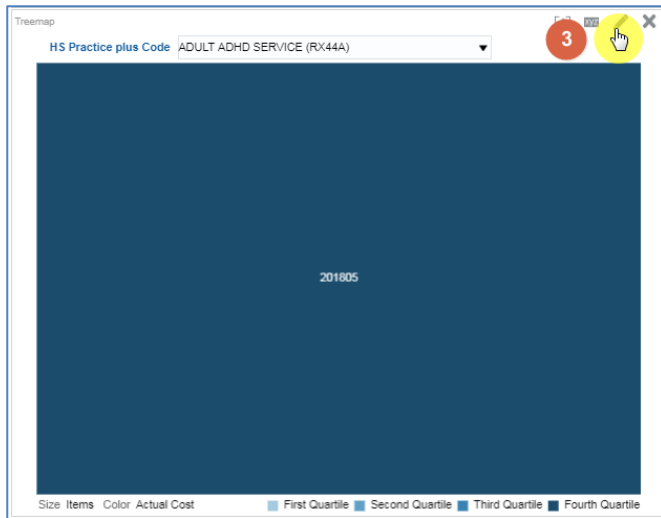 Treemap
xyz
3
HS Practice plus Code ADULT ADHD SERVICE (RX44A)
201805
Size Items Color Actual Cost First Quartile Second Quartile Third Quartile Fourth Quartile